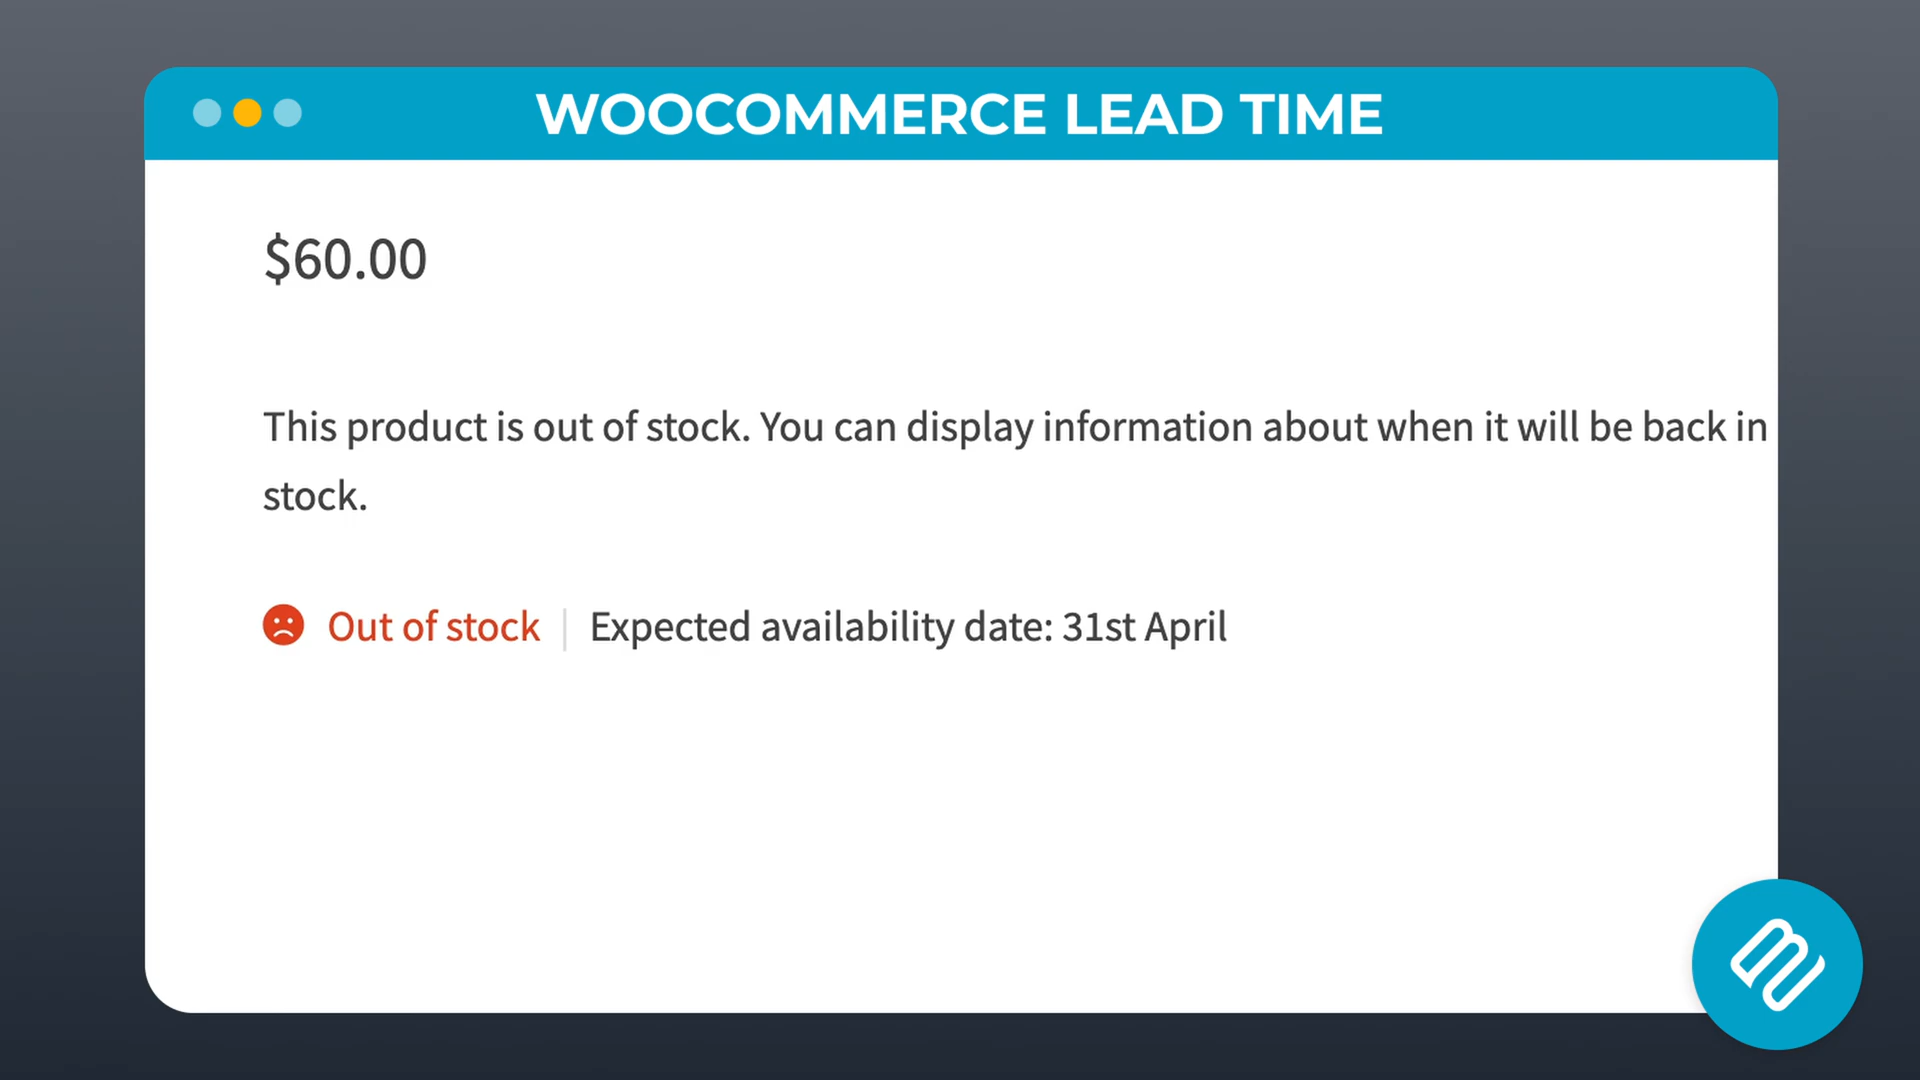 WOOCOMMERCE LEAD TIME
$60.00
This product is out of stock. You can display information about when it will be back in
stock.
Out of stock | Expected availability date: 31st April